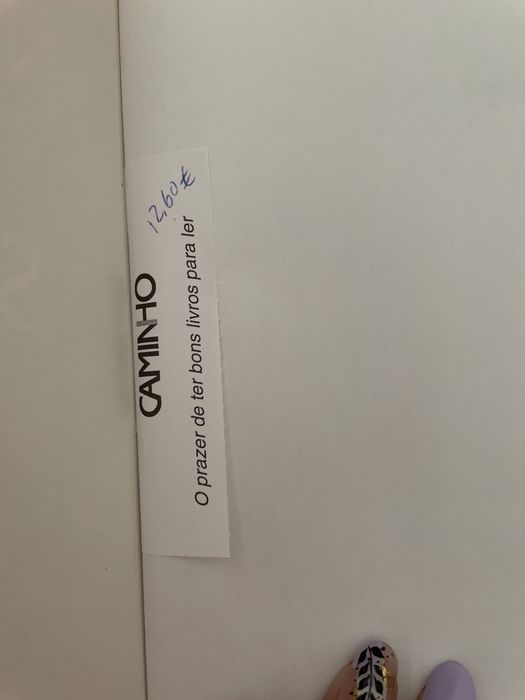 12,60€
CAMINHO
O prazer de ter bons livros para ler